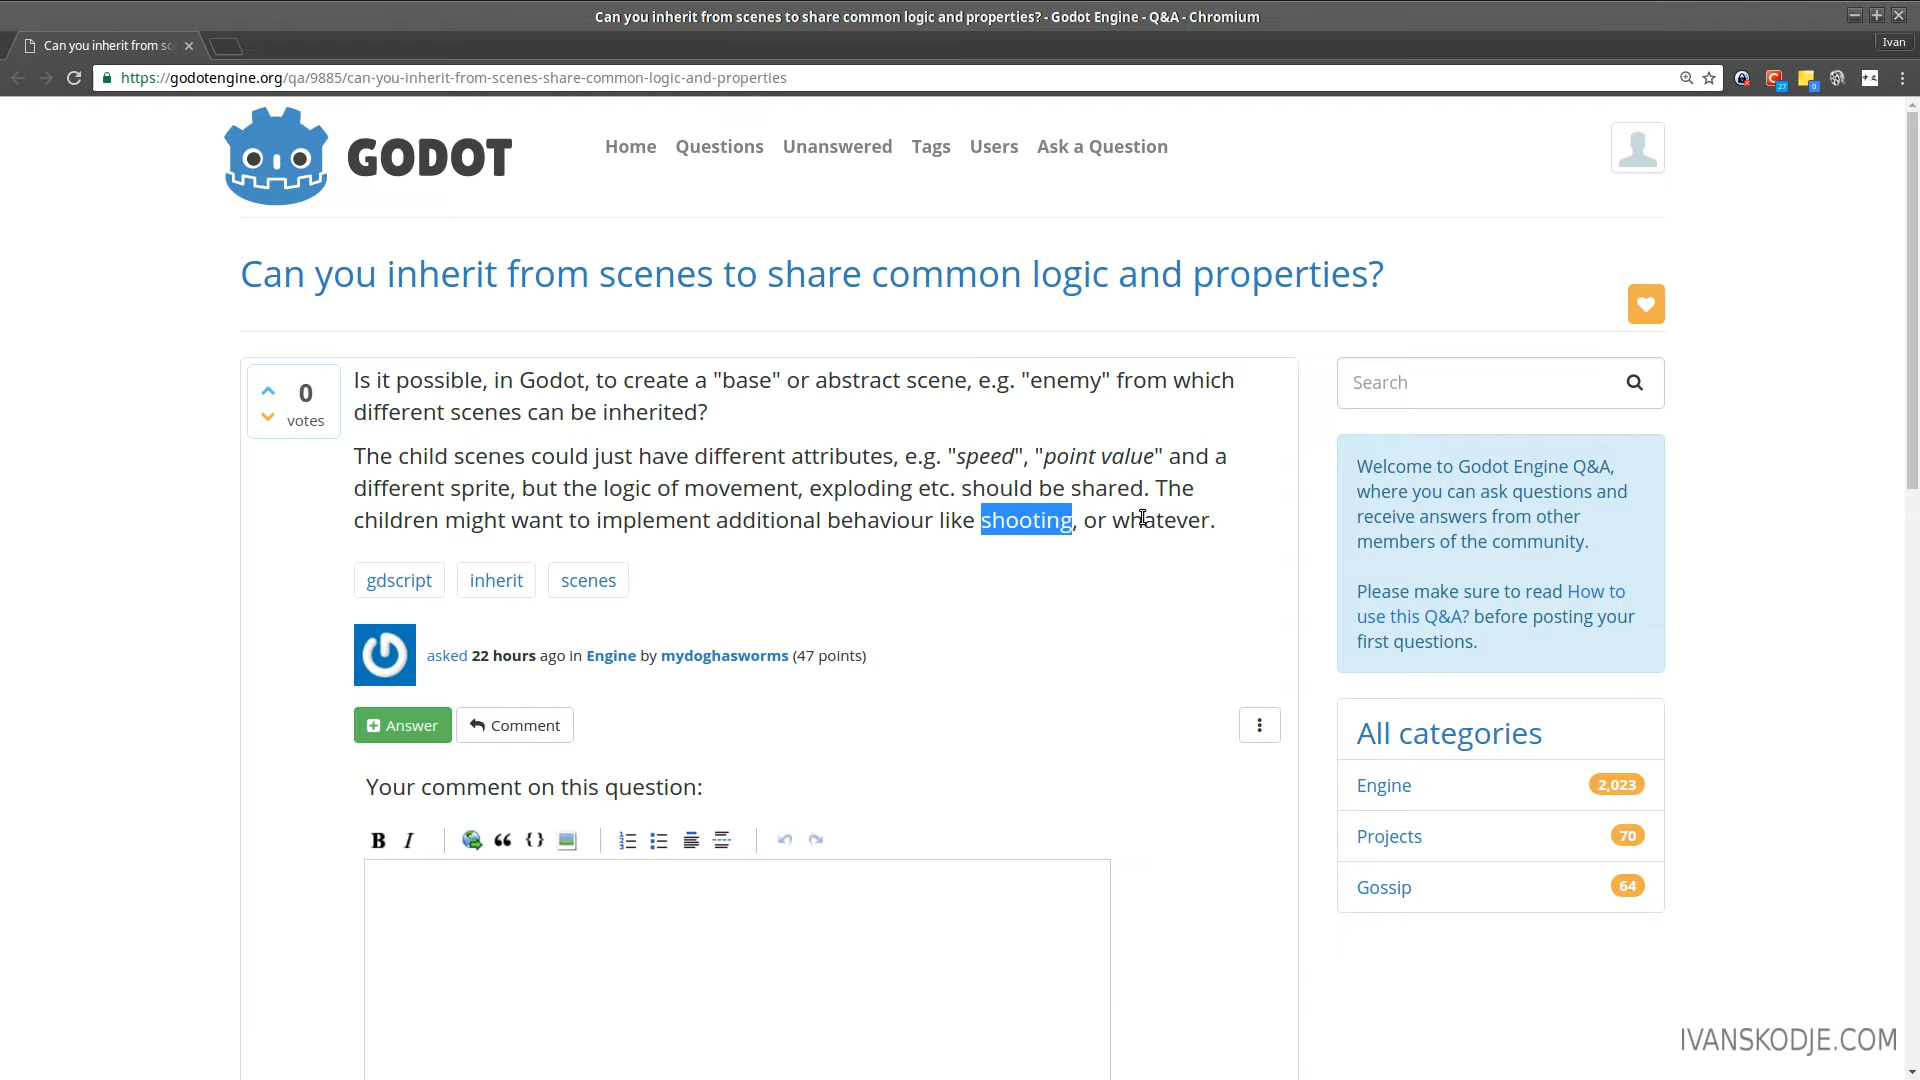 Can you inherit from scenes to share common logic and properties? - Godot Engine - Q&A - Chromium
Can you inherit from sc
Ivan
https://godotengine.org/qa/9885/can-you-inherit-from-scenes-share-common-logic-and-properties
27
0
GODOT
Home Questions Unanswered Tags Users Ask a Question
Can you inherit from scenes to share common logic and properties?
0
votes
Is it possible, in Godot, to create a "base" or abstract scene, e.g. "enemy" from which
different scenes can be inherited?
The child scenes could just have different attributes, e.g. "speed", "point value" and a
different sprite, but the logic of movement, exploding etc. should be shared. The
children might want to implement additional behaviour like shooting, or whatever.
gdscript inherit scenes
asked 22 hours ago in Engine by mydoghasworms (47 points)
Answer Comment
Your comment on this question:
B I
Search
Welcome to Godot Engine Q&A,
where you can ask questions and
receive answers from other
members of the community.
Please make sure to read How to
use this Q&A? before posting your
first questions.
All categories
Engine 2,023
Projects 70
Gossip 64
IVANSKODJE.COM